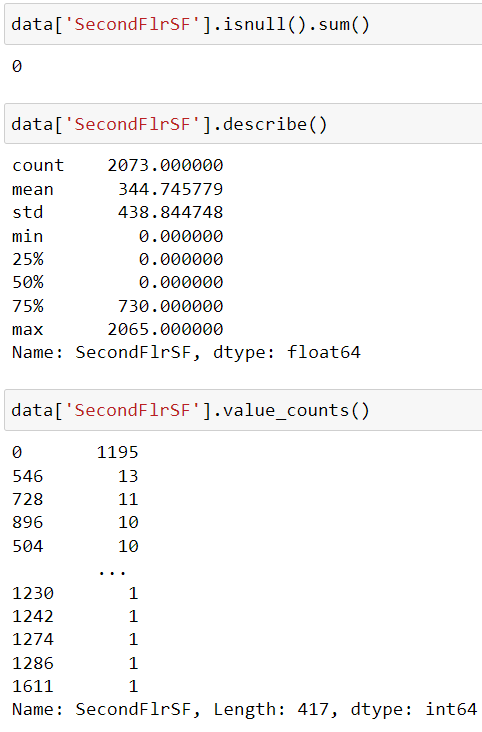 data['SecondFlrSF'].isnull().sum()
0
data['SecondFlrSF'].describe()
count    2073.000000
mean      344.745779
std       438.844748
min         0.000000
25%         0.000000
50%         0.000000
75%       730.000000
max      2065.000000
Name: SecondFlrSF, dtype: float64
data['SecondFlrSF'].value_counts()
0       1195
546       13
728       11
896       10
504       10
        ...
1230       1
1242       1
1274       1
1286       1
1611       1
Name: SecondFlrSF, Length: 417, dtype: int64